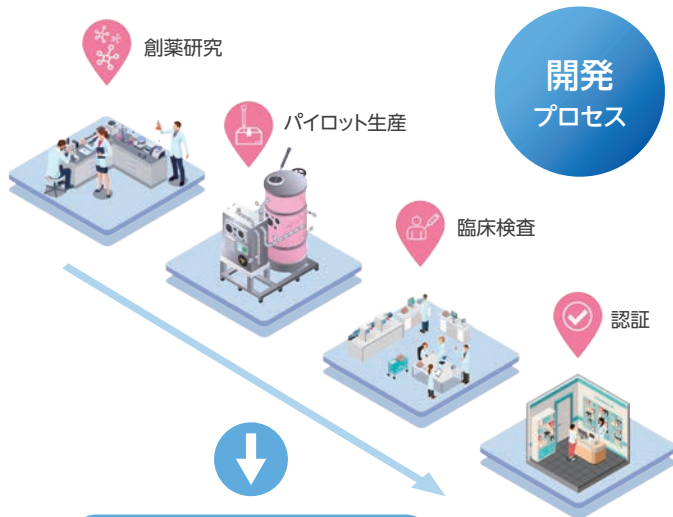 創薬研究
開発
プロセス
パイロット生産
臨床検査
認証